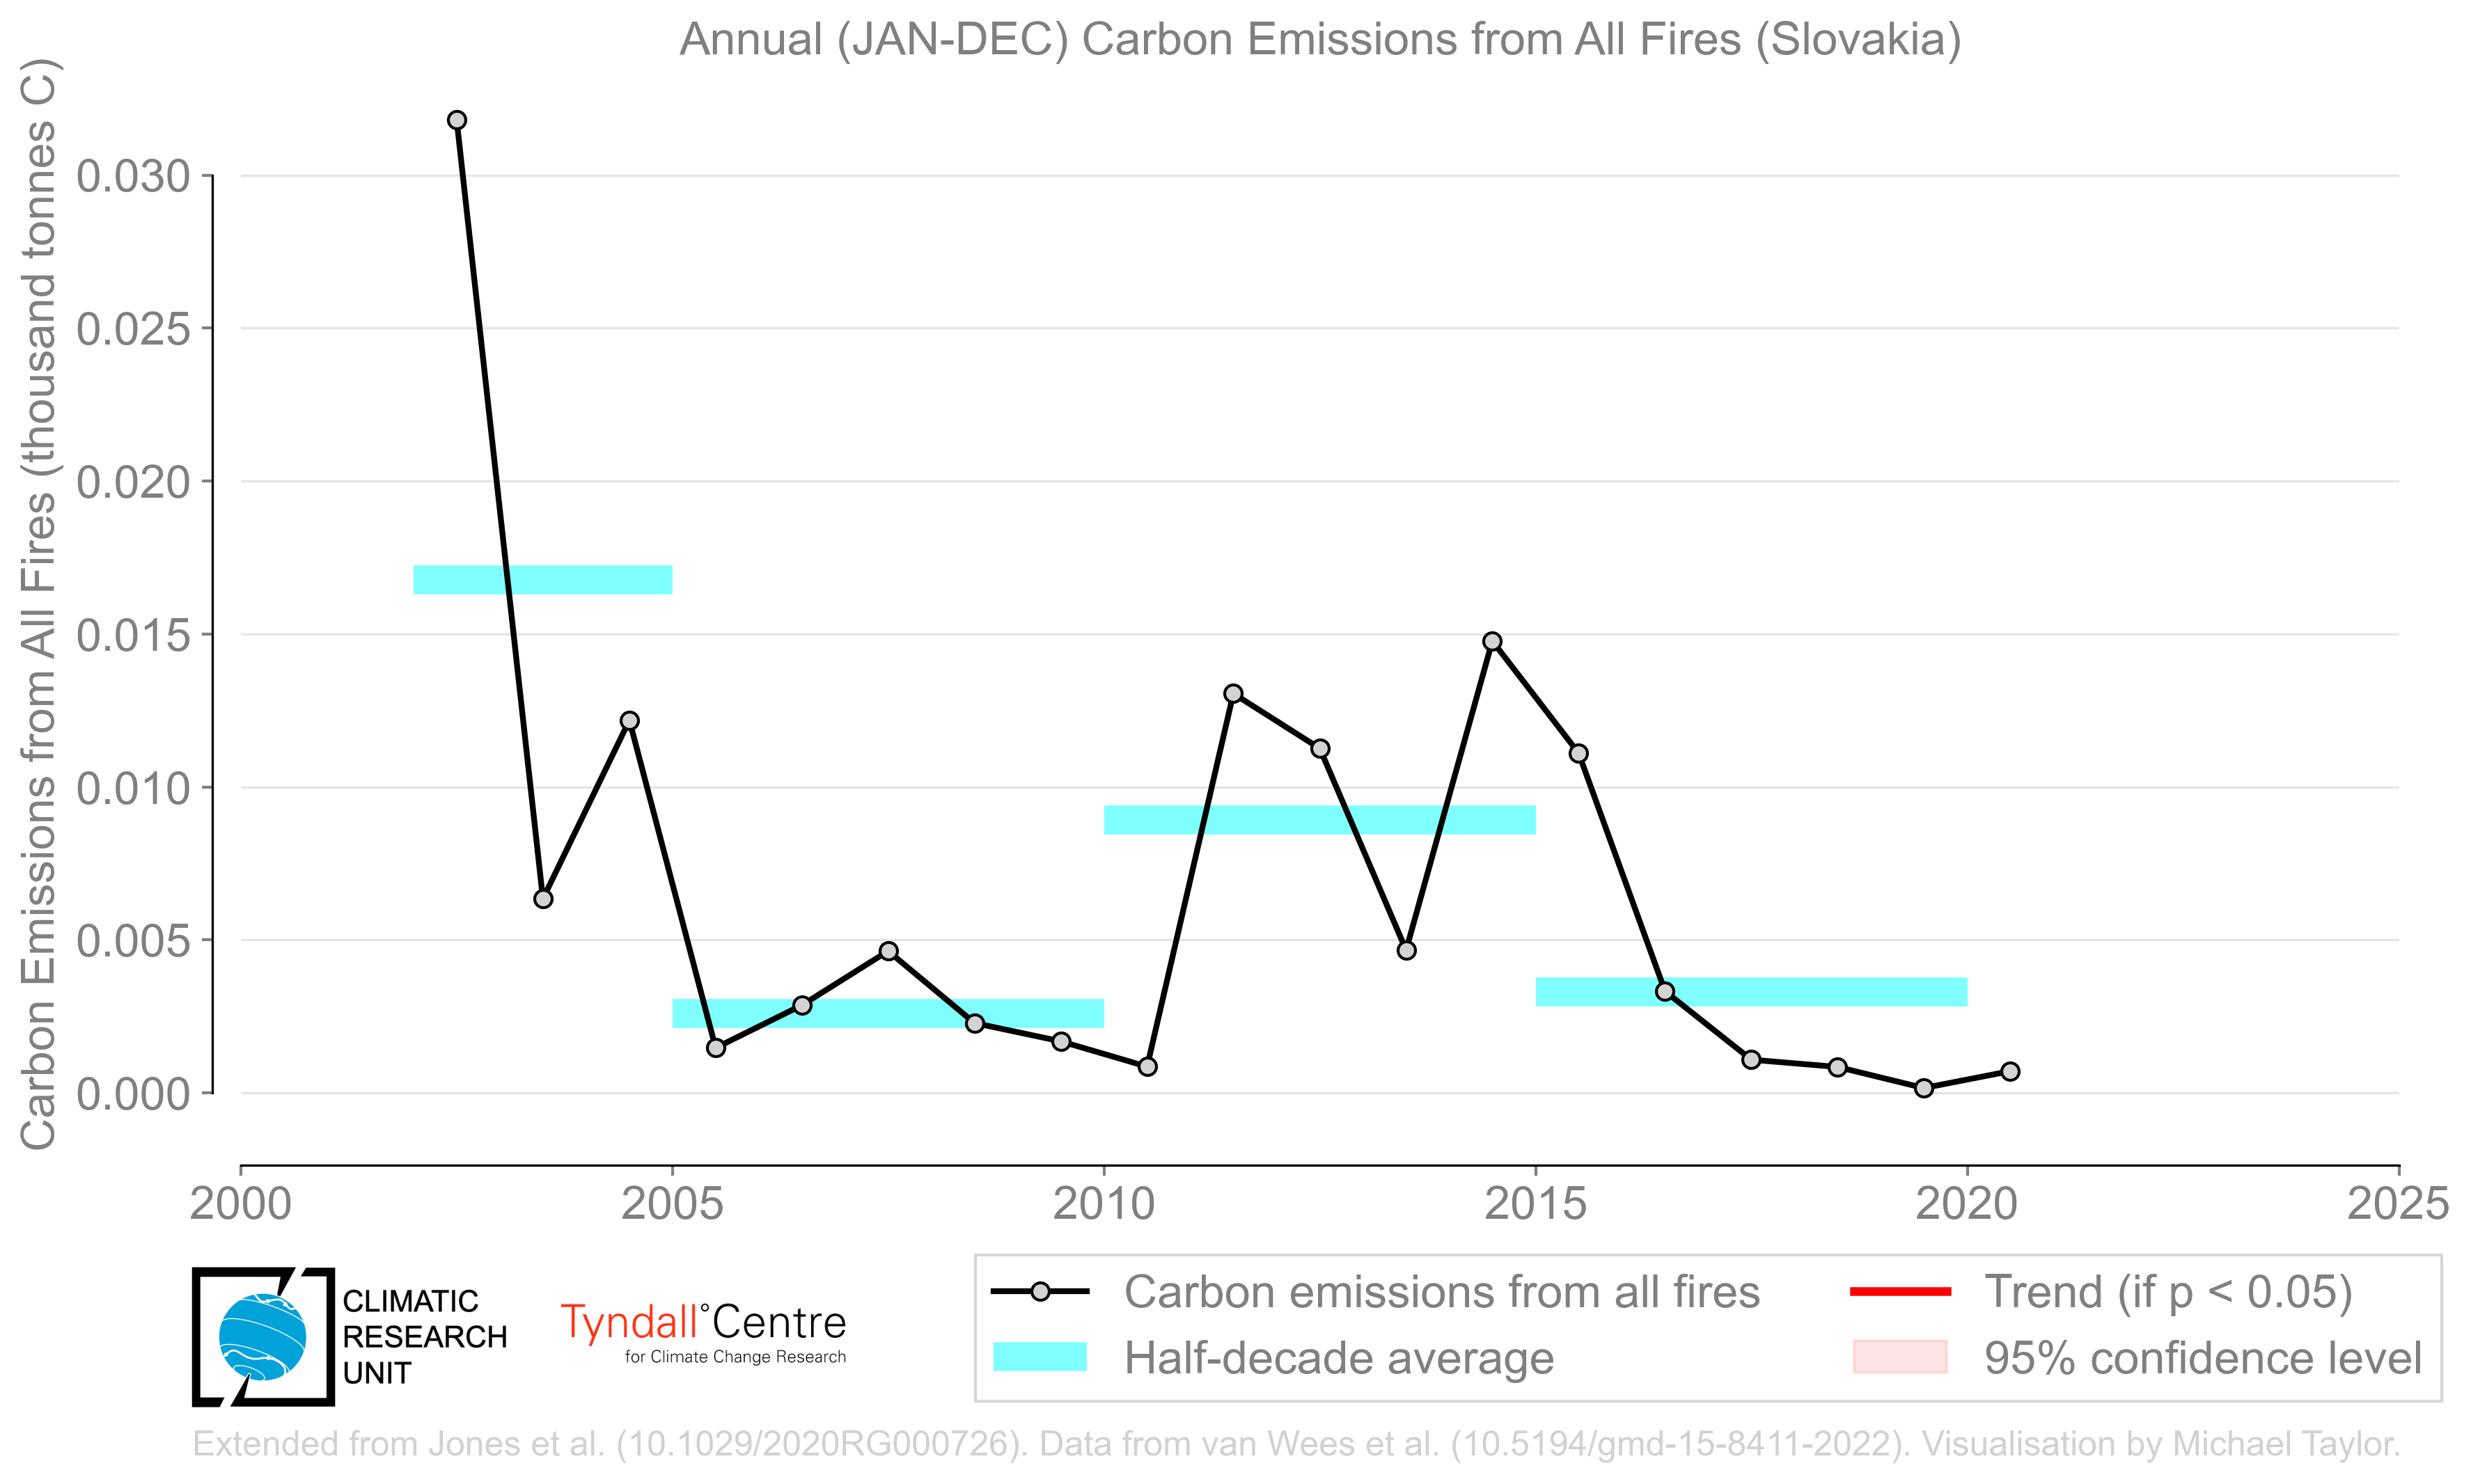 Annual (JAN-DEC) Carbon Emissions from All Fires (Slovakia)
Carbon Emissions from All Fires (thousand tonnes C)
0.030
0.025
0.020
0.015
0.010
0.005
0.000
2000
2005
2010
2015
2020
2025
CLIMATIC
RESEARCH
UNIT
Tyndall°Centre
for Climate Change Research
Carbon emissions from all fires
Half-decade average
Trend (if p < 0.05)
95% confidence level
Extended from Jones et al. (10.1029/2020RG000726). Data from van Wees et al. (10.5194/gmd-15-8411-2022). Visualisation by Michael Taylor.